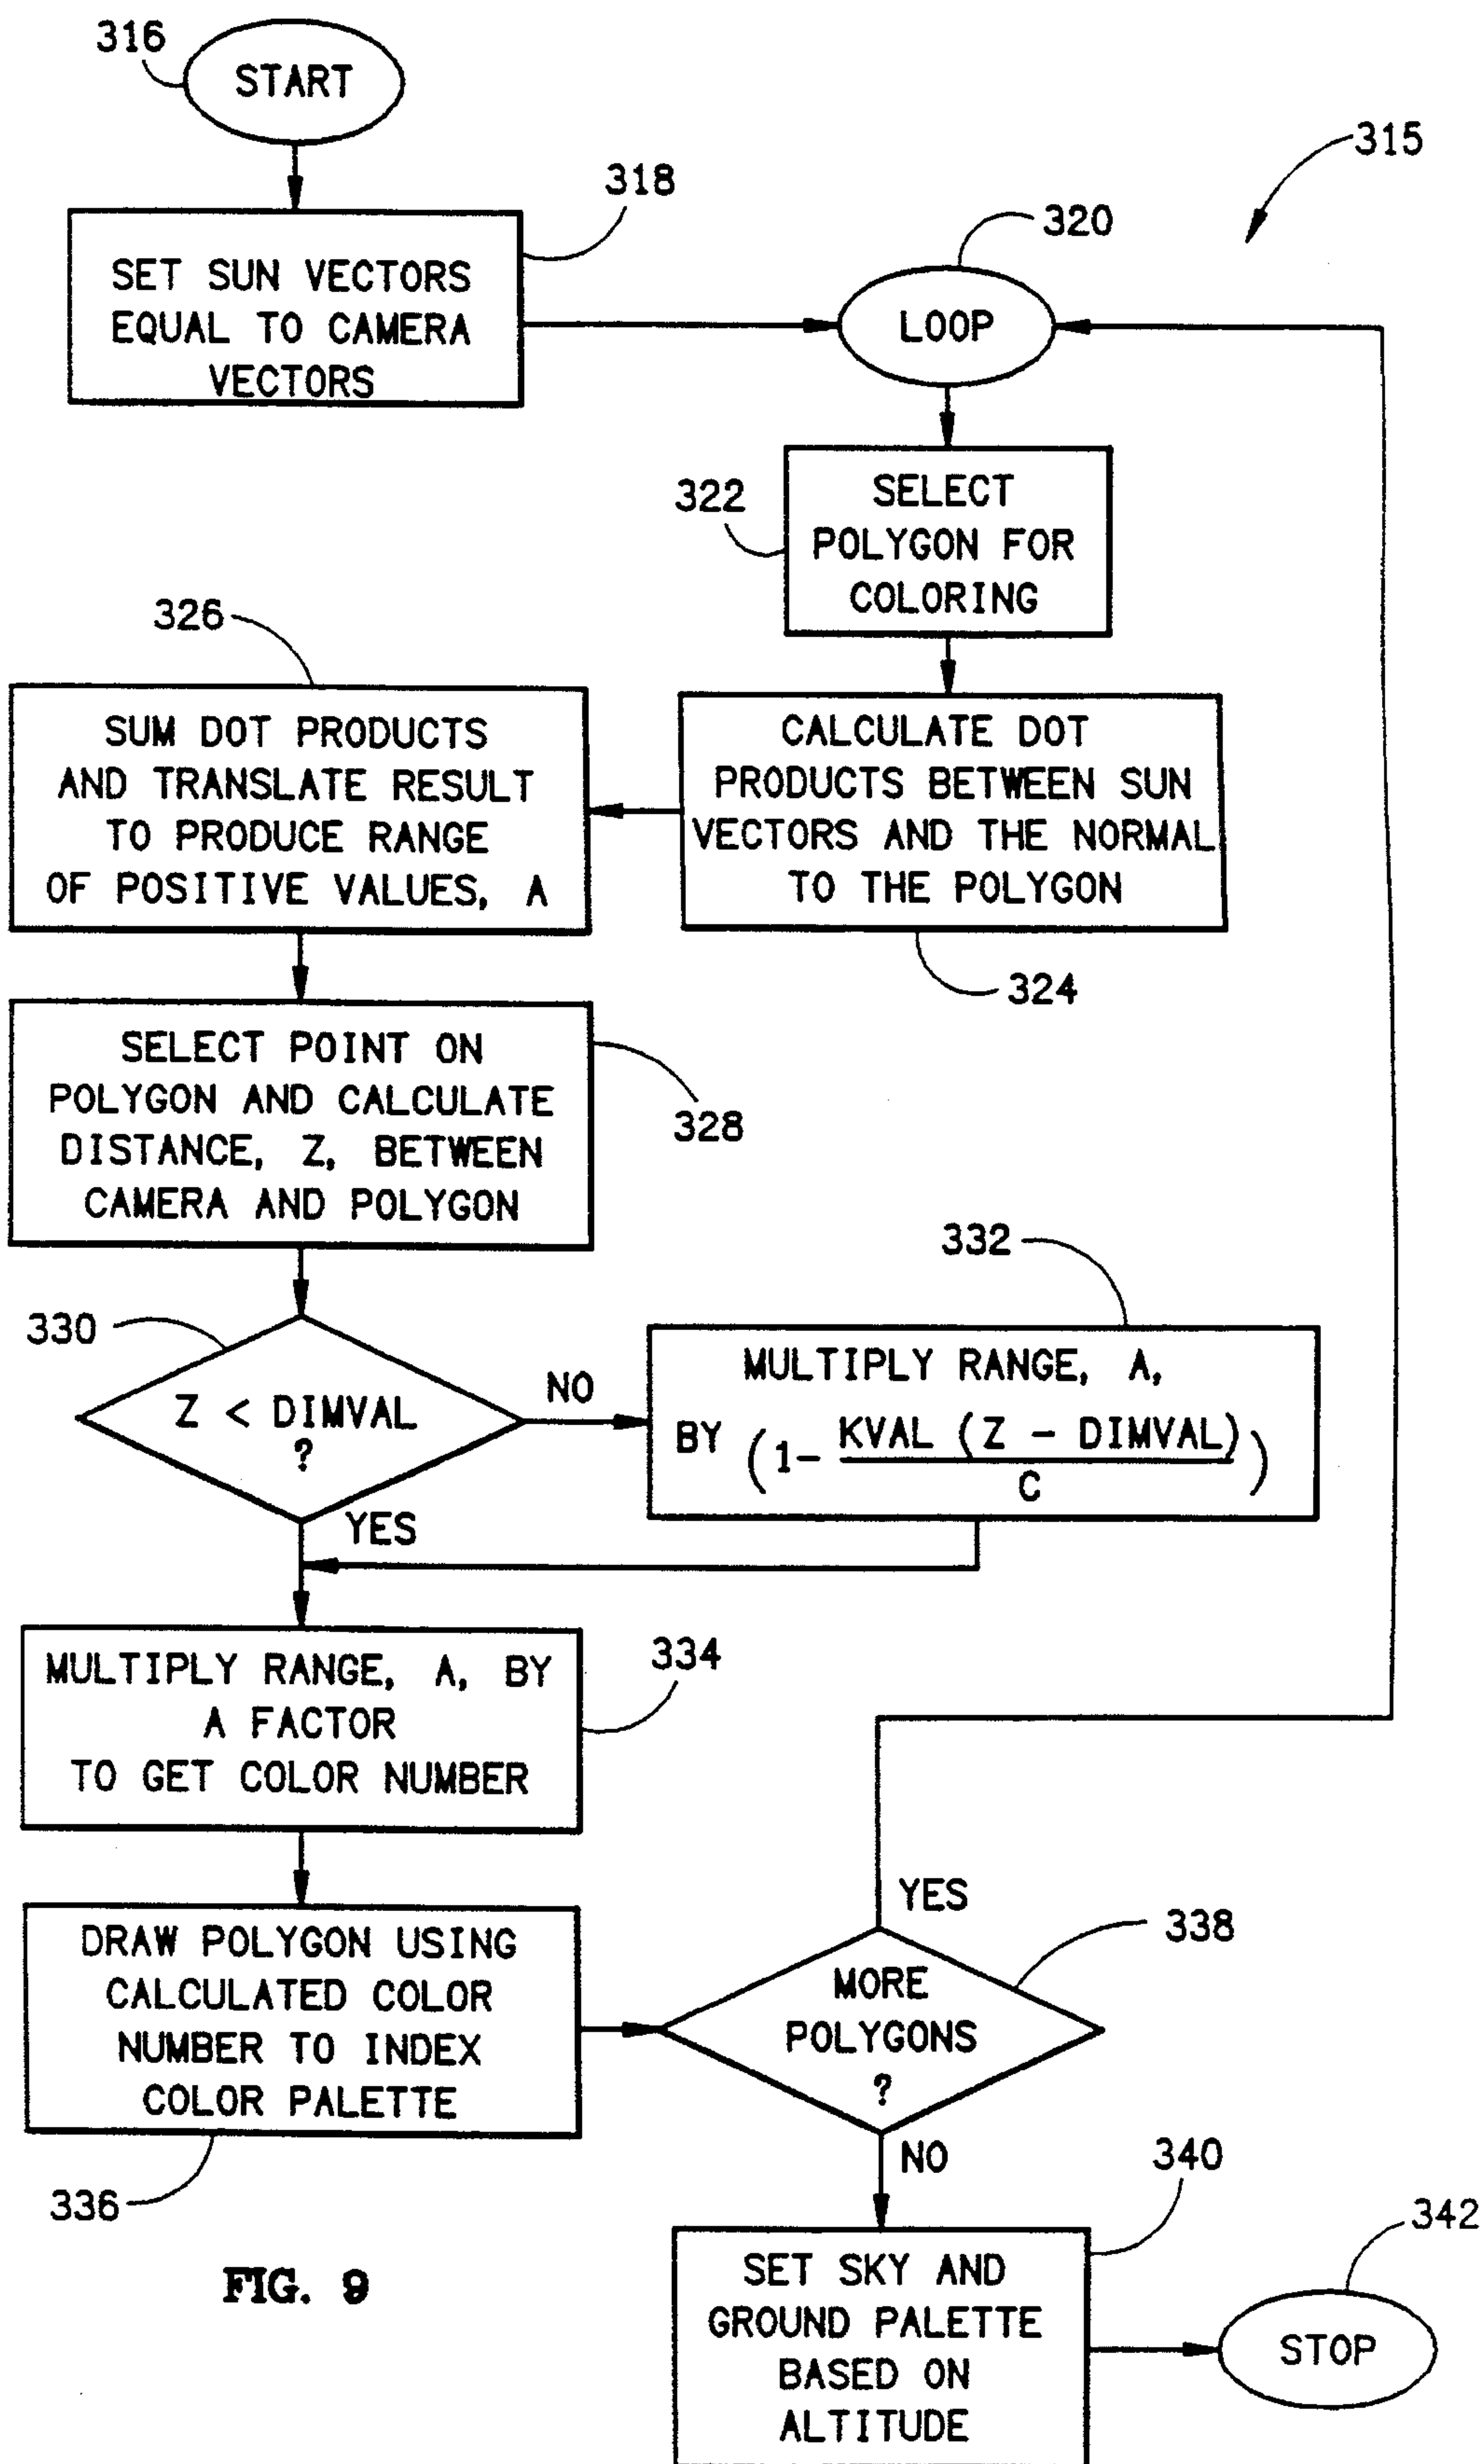 316
START
315
318
SET SUN VECTORS
EQUAL TO CAMERA
VECTORS
320
LOOP
322
SELECT
POLYGON FOR
COLORING
324
CALCULATE DOT
PRODUCTS BETWEEN SUN
VECTORS AND THE NORMAL
TO THE POLYGON
326
SUM DOT PRODUCTS
AND TRANSLATE RESULT
TO PRODUCE RANGE
OF POSITIVE VALUES, A
328
SELECT POINT ON
POLYGON AND CALCULATE
DISTANCE, Z, BETWEEN
CAMERA AND POLYGON
330
Z < DIMVAL
?
NO
YES
332
MULTIPLY RANGE, A,
BY (1- KVAL (Z - DIMVAL)
C )
334
MULTIPLY RANGE, A, BY
A FACTOR
TO GET COLOR NUMBER
336
DRAW POLYGON USING
CALCULATED COLOR
NUMBER TO INDEX
COLOR PALETTE
338
YES
MORE
POLYGONS
?
NO
340
SET SKY AND
GROUND PALETTE
BASED ON
ALTITUDE
342
STOP
FIG. 9